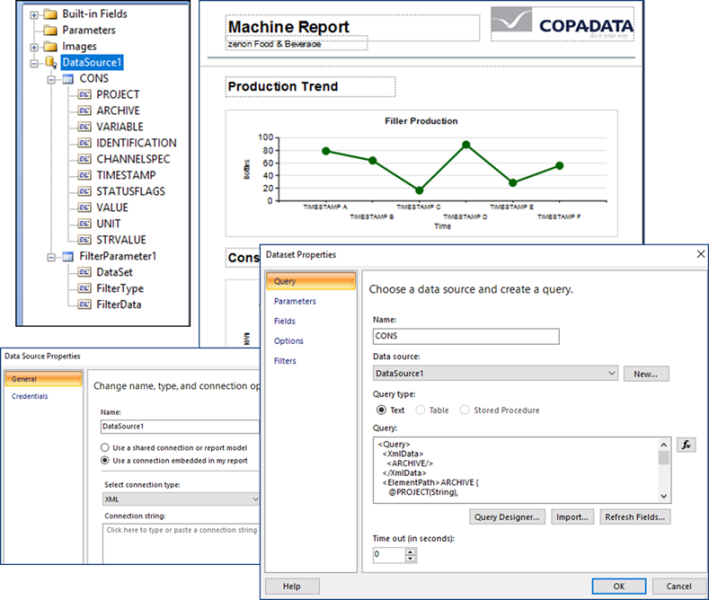 Built-in Fields
Parameters
Images
DataSource1
CONS
PROJECT
ARCHIVE
VARIABLE
IDENTIFICATION
CHANNELSPEC
TIMESTAMP
STATUSFLAGS
VALUE
UNIT
STRVALUE
FilterParameter1
DataSet
FilterType
FilterData
Machine Report
zenon Food & Beverage
COPADATA
do it your way
Production Trend
Filler Production
Bottles
100
80
60
40
20
0
TIMESTAMP A
TIMESTAMP B
TIMESTAMP C
TIMESTAMP D
TIMESTAMP E
TIMESTAMP F
Time
Cons
Data Source Properties
General
Credentials
Change name, type, and connection op
Name:
DataSource1
Use a shared connection or report model
Use a connection embedded in my report
Select connection type:
XML
Connection string:
Click here to type or paste a connection string
Dataset Properties
Query
Parameters
Fields
Options
Filters
Choose a data source and create a query.
Name:
CONS
Data source:
DataSource1
New...
Query type:
Text
Table
Stored Procedure
Query:
<Query>
<XmlData>
<ARCHIVE/>
</XmlData>
<ElementPath>ARCHIVE {
@PROJECT(String),
fx
Query Designer...
Import...
Refresh Fields...
Time out (in seconds):
0
Help
OK
Cancel